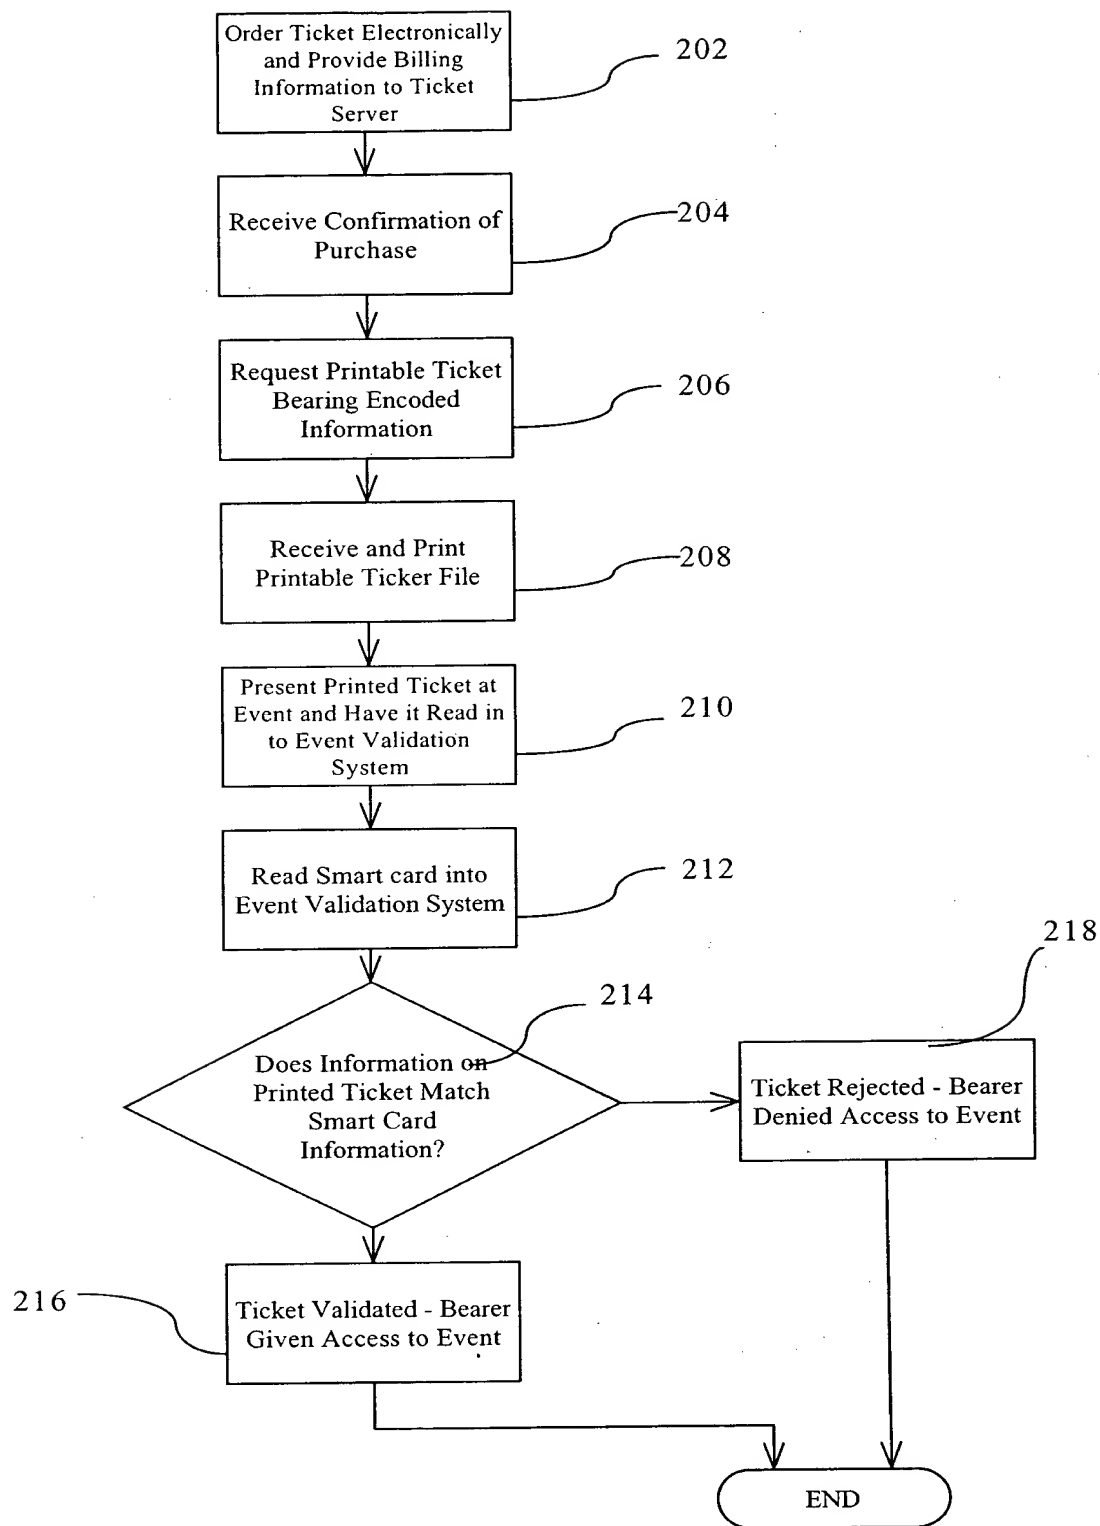 Order Ticket Electronically
and Provide Billing
Information to Ticket
Server
202
Receive Confirmation of
Purchase
204
Request Printable Ticket
Bearing Encoded
Information
206
Receive and Print
Printable Ticker File
208
Present Printed Ticket at
Event and Have it Read in
to Event Validation
System
210
Read Smart card into
Event Validation System
212
Does Information on
Printed Ticket Match
Smart Card
Information?
214
218
Ticket Rejected - Bearer
Denied Access to Event
216
Ticket Validated - Bearer
Given Access to Event
END